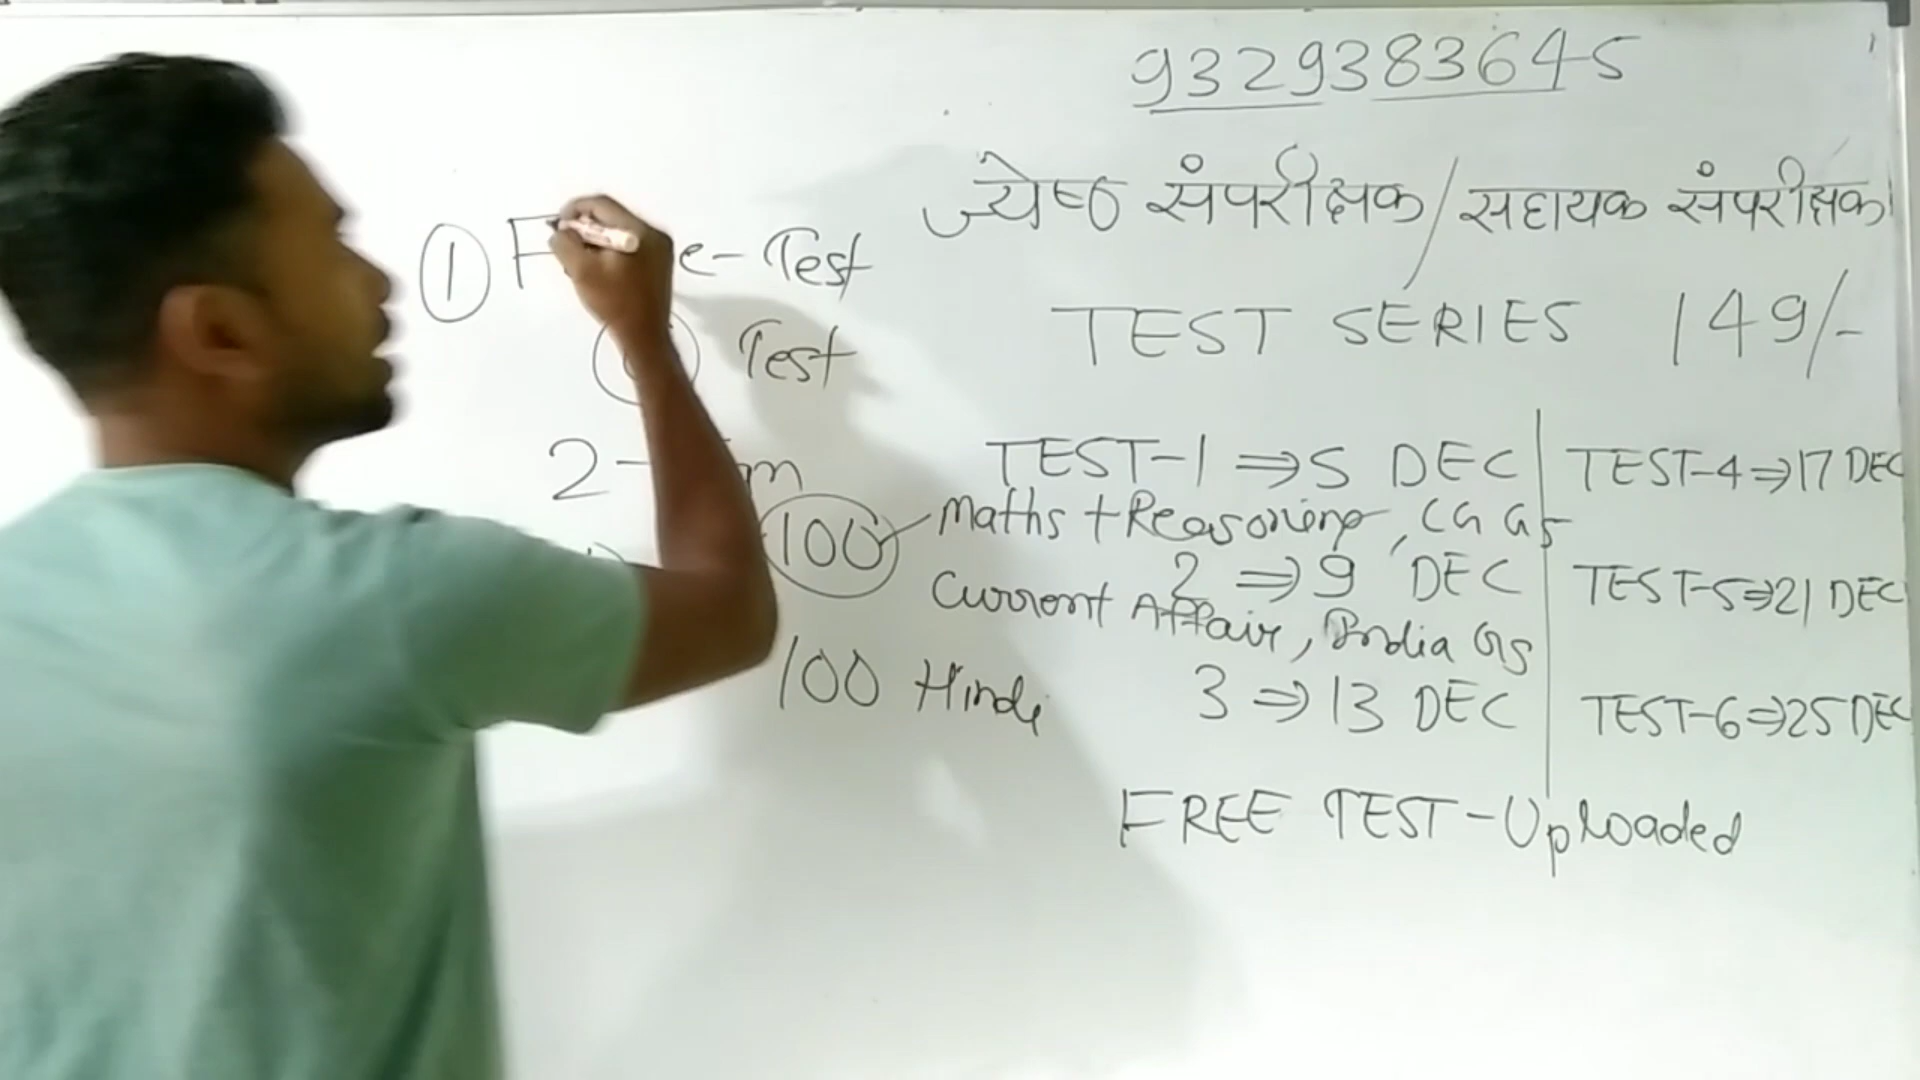 9329383645
ज्येष्ठ संपरीक्षक/सहायक संपरीक्षक
TEST SERIES 149/-
① F e-Test
Test
2-
TEST-1 ⇒ 5 DEC
Maths + Reasoning, CG GS
100
2 ⇒ 9 DEC
Current Affair, India GS
100 Hindi
3 ⇒ 13 DEC
TEST-4 ⇒ 17 DEC
TEST-5 ⇒ 21 DEC
TEST-6 ⇒ 25 DEC
FREE TEST - Uploaded